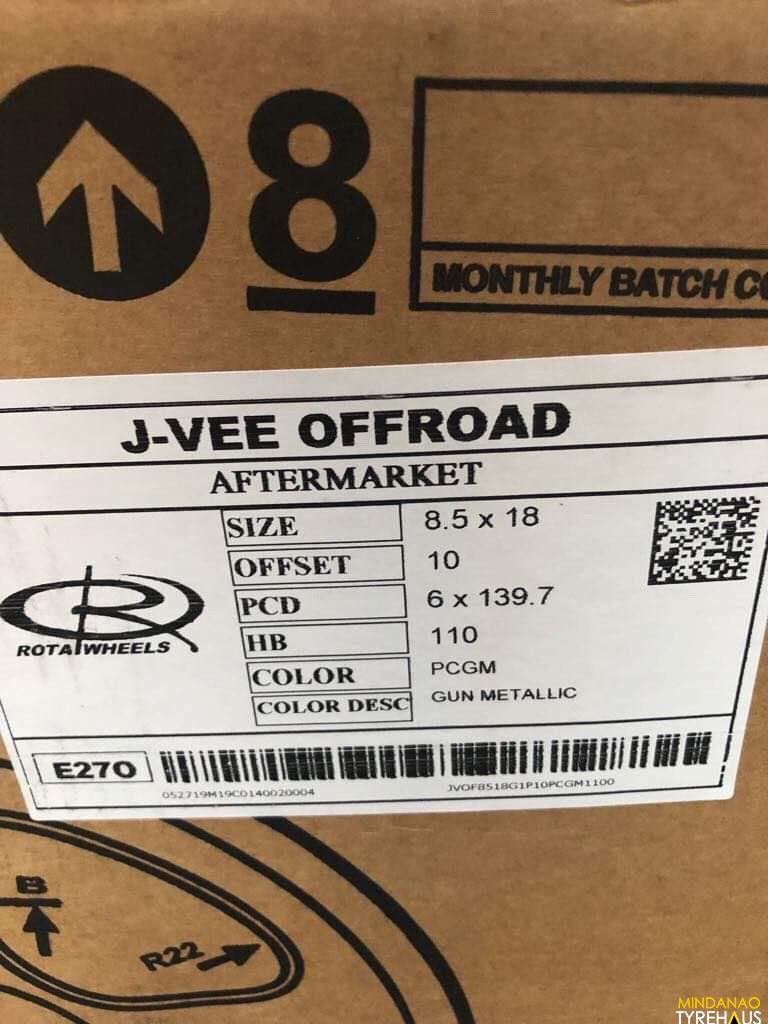 8
MONTHLY BATCH
J-VEE OFFROAD
AFTERMARKET
SIZE 8.5 x 18
OFFSET 10
PCD 6 x 139.7
HB 110
COLOR PCGM
COLOR DESC GUN METALLIC
R
ROTA WHEELS
E270
052719M19C0140020004 JVOF8518G1P10PCGM1100
B
R22
MINDANAO
TYREHAUS